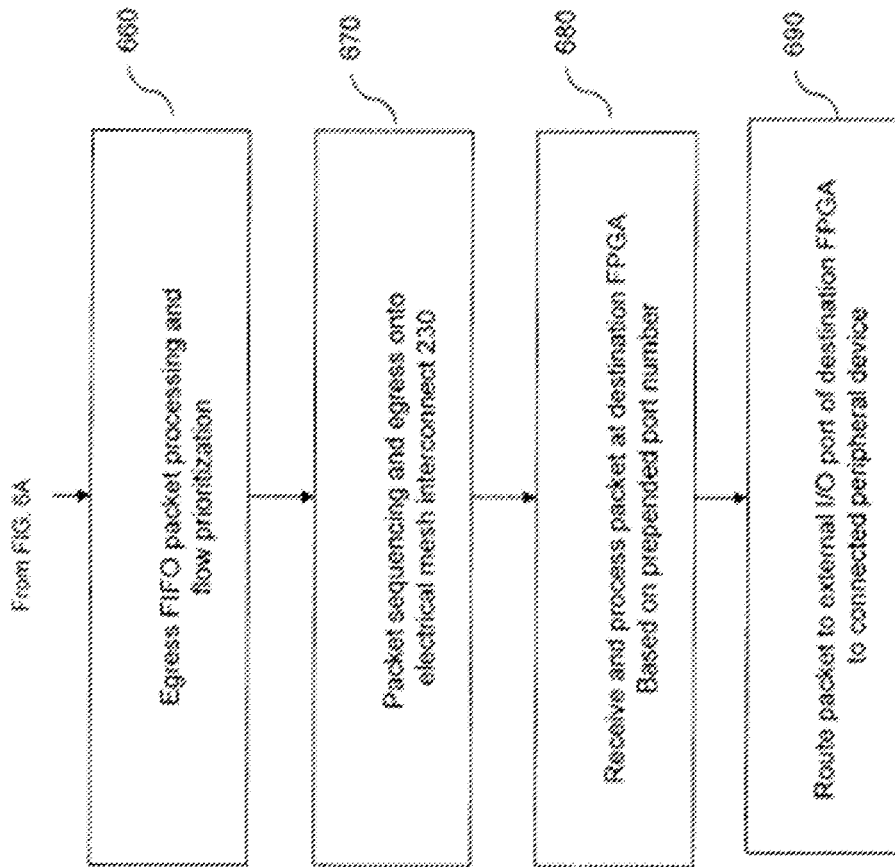 From FIG. 6A
Egress FIFO packet processing and
flow prioritization
660
Packet sequencing and egress onto
electrical mesh interconnect 230
670
Receive and process packet at destination FPGA
Based on prepended port number
680
Route packet to external I/O port of destination FPGA
to connected peripheral device
690